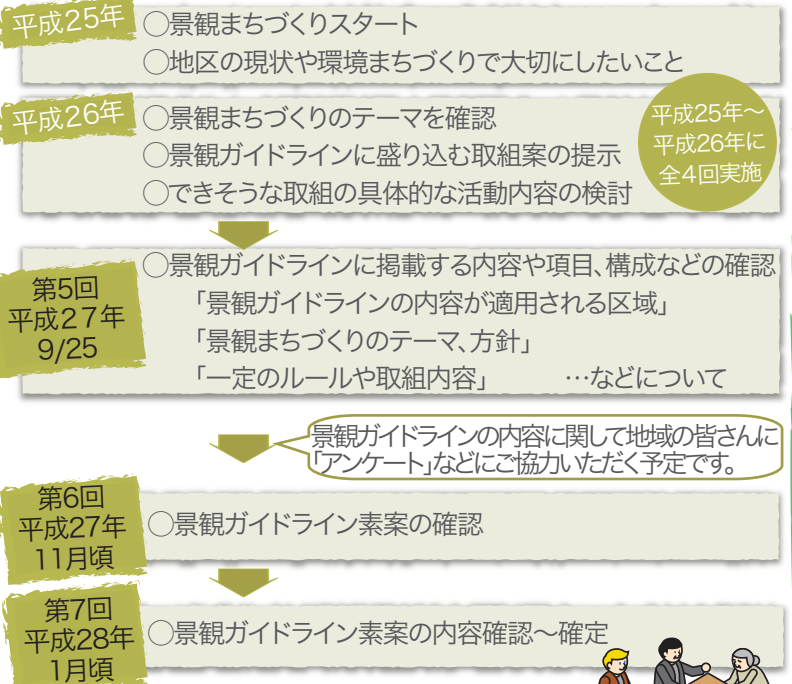 平成25年
◯景観まちづくりスタート
◯地区の現状や環境まちづくりで大切にしたいこと
平成26年
◯景観まちづくりのテーマを確認
◯景観ガイドラインに盛り込む取組案の提示
◯できそうな取組の具体的な活動内容の検討
平成25年～
平成26年に
全4回実施
第5回
平成27年
9/25
◯景観ガイドラインに掲載する内容や項目、構成などの確認
「景観ガイドラインの内容が適用される区域」
「景観まちづくりのテーマ、方針」
「一定のルールや取組内容」　…などについて
景観ガイドラインの内容に関して地域の皆さんに
「アンケート」などにご協力いただく予定です。
第6回
平成27年
11月頃
◯景観ガイドライン素案の確認
第7回
平成28年
1月頃
◯景観ガイドライン素案の内容確認～確定